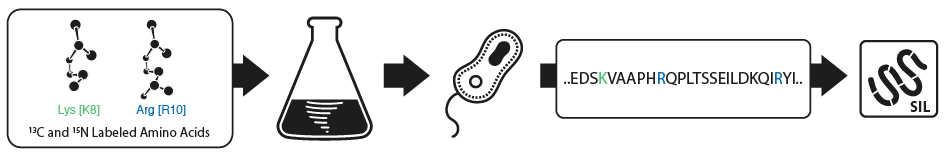 Lys [K8] Arg [R10]
¹³C and ¹⁵N Labeled Amino Acids
..EDSKVAAPHRQPLTSSEILDKQIRYI..
SIL